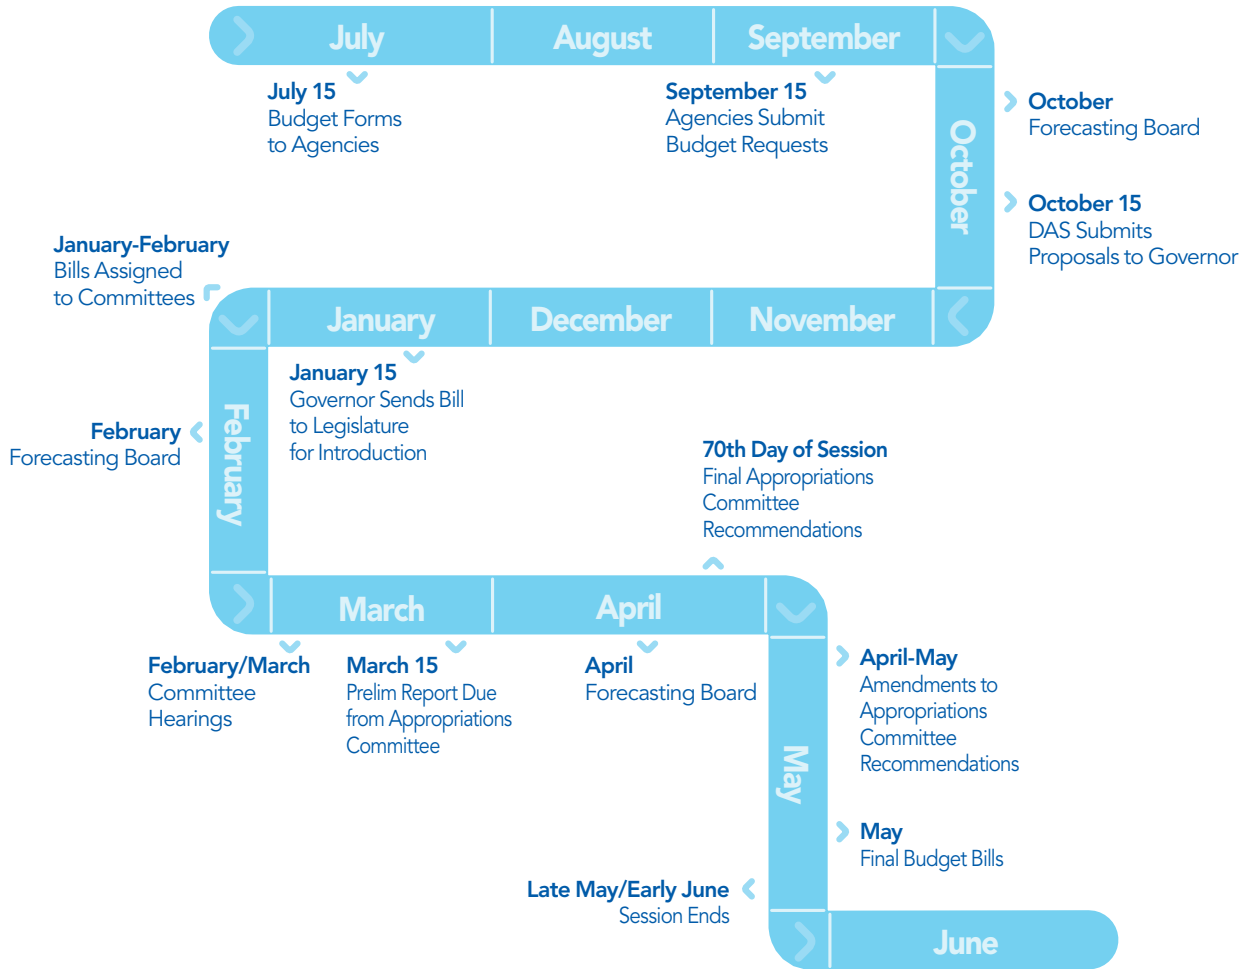 July
August
September
July 15
Budget Forms
to Agencies
September 15
Agencies Submit
Budget Requests
October
October
Forecasting Board
October 15
DAS Submits
Proposals to Governor
November
December
January
January 15
Governor Sends Bill
to Legislature
for Introduction
January-February
Bills Assigned
to Committees
February
February
Forecasting Board
March
April
February/March
Committee
Hearings
March 15
Prelim Report Due
from Appropriations
Committee
April
Forecasting Board
70th Day of Session
Final Appropriations
Committee
Recommendations
May
April-May
Amendments to
Appropriations
Committee
Recommendations
May
Final Budget Bills
Late May/Early June
Session Ends
June